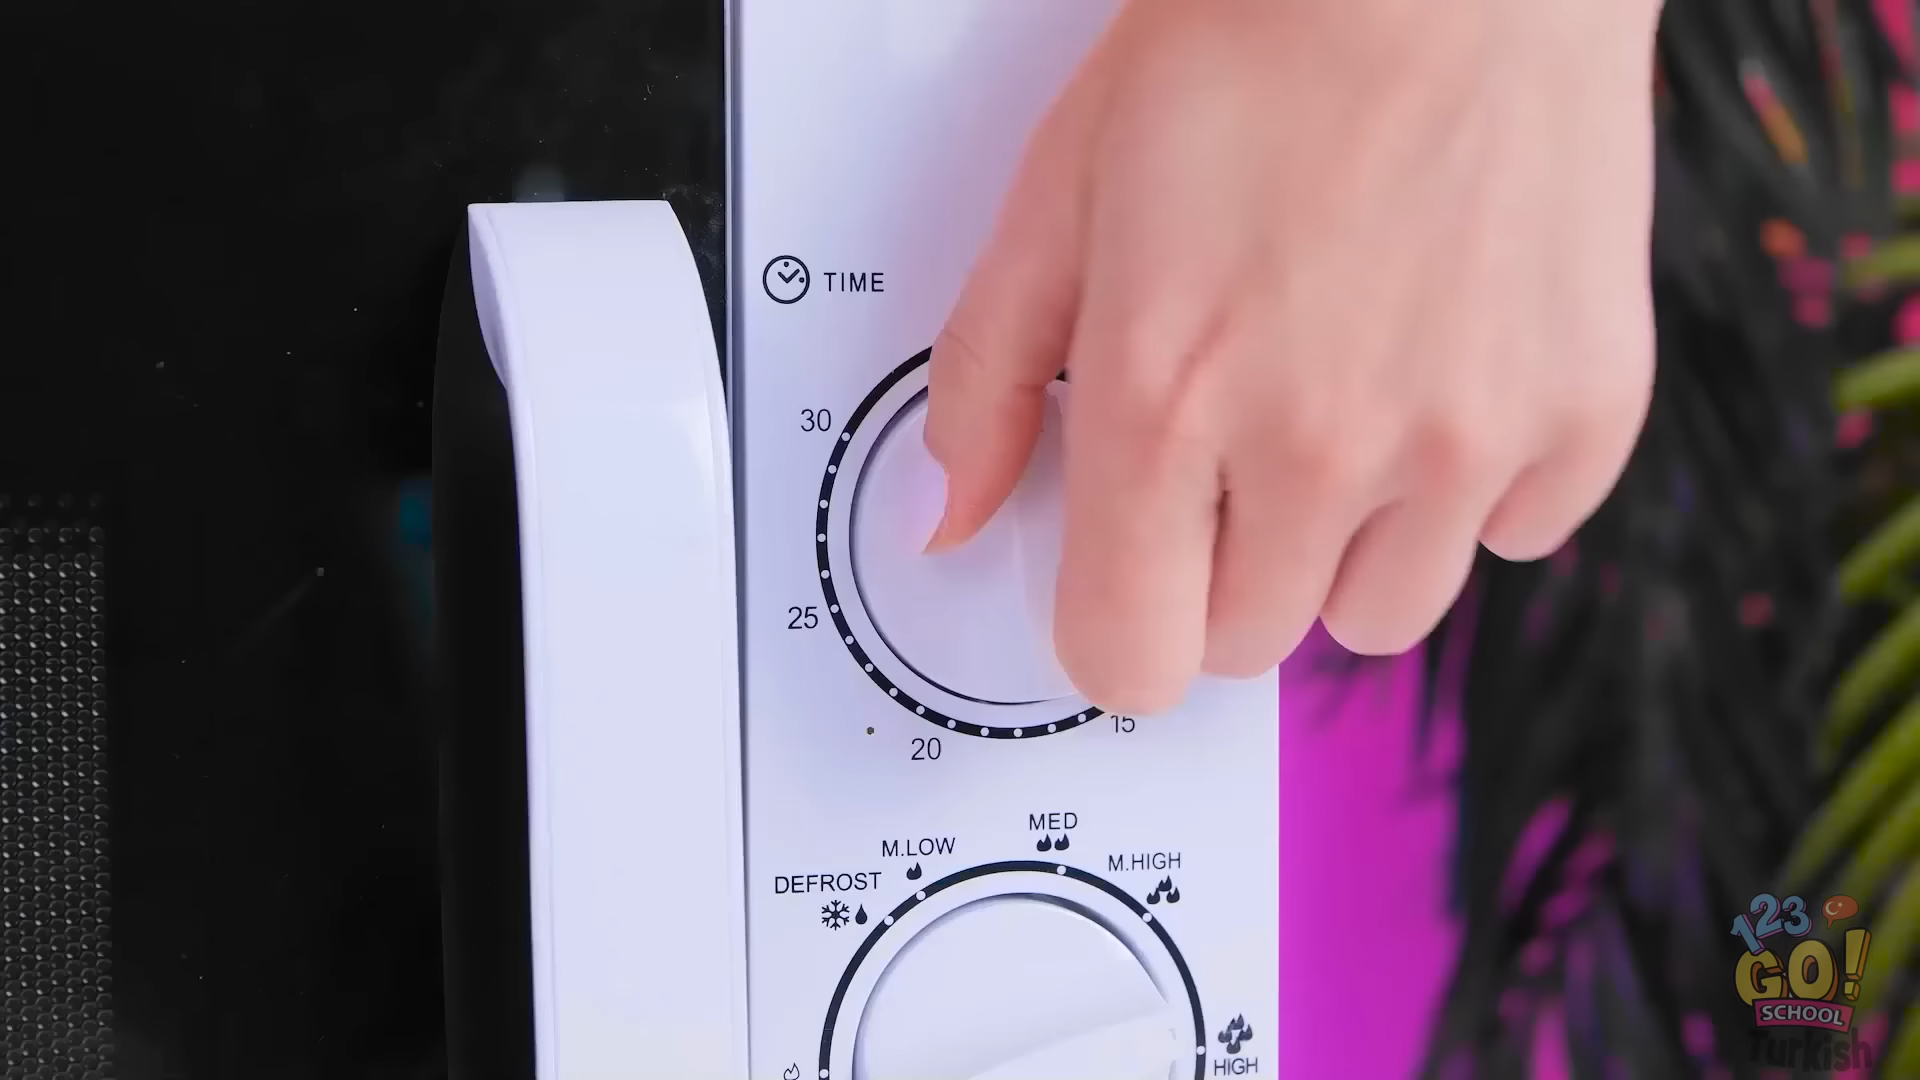 TIME
30
25
20
15
MED
M.LOW
M.HIGH
DEFROST
HIGH
123
GO!
SCHOOL
Turkish